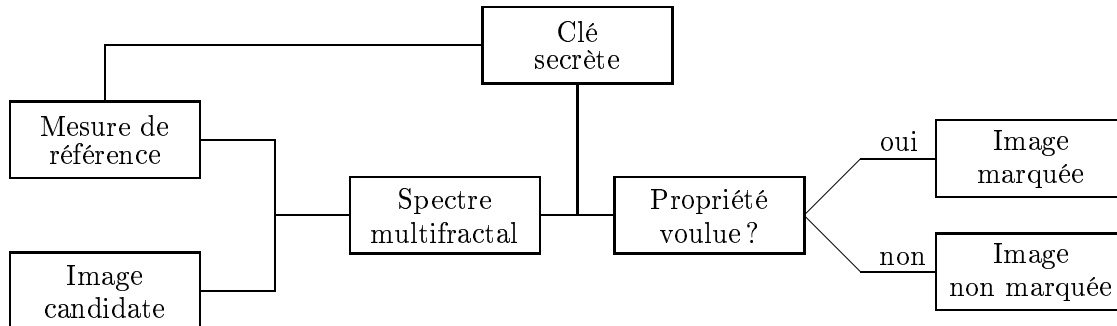 Clé
secrète
Mesure de
référence
Image
candidate
Spectre
multifractal
Propriété
voulue ?
oui
Image
marquée
non
Image
non marquée